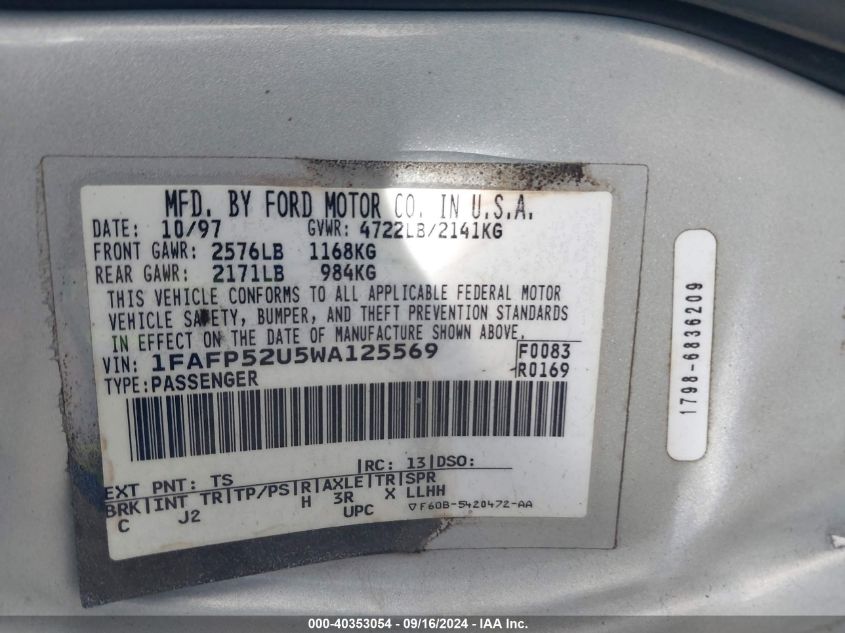 MFD. BY FORD MOTOR CO. IN U.S.A.
DATE: 10/97 GVWR: 4722LB/2141KG
FRONT GAWR: 2576LB 1168KG
REAR GAWR: 2171LB 984KG
THIS VEHICLE CONFORMS TO ALL APPLICABLE FEDERAL MOTOR
VEHICLE SAFETY, BUMPER, AND THEFT PREVENTION STANDARDS
IN EFFECT ON THE DATE OF MANUFACTURE SHOWN ABOVE.
VIN: 1FAFP52U5WA125569 F0083
TYPE: PASSENGER R0169
EXT PNT: TS RC: 13 DSO:
BRK INT TR TP/PS R AXLE TR SPR
C J2 H 3R X LLHH
UPC ▽F60B-5420472-AA
1798-6836209
000-40353054 - 09/16/2024 - IAAI Inc.